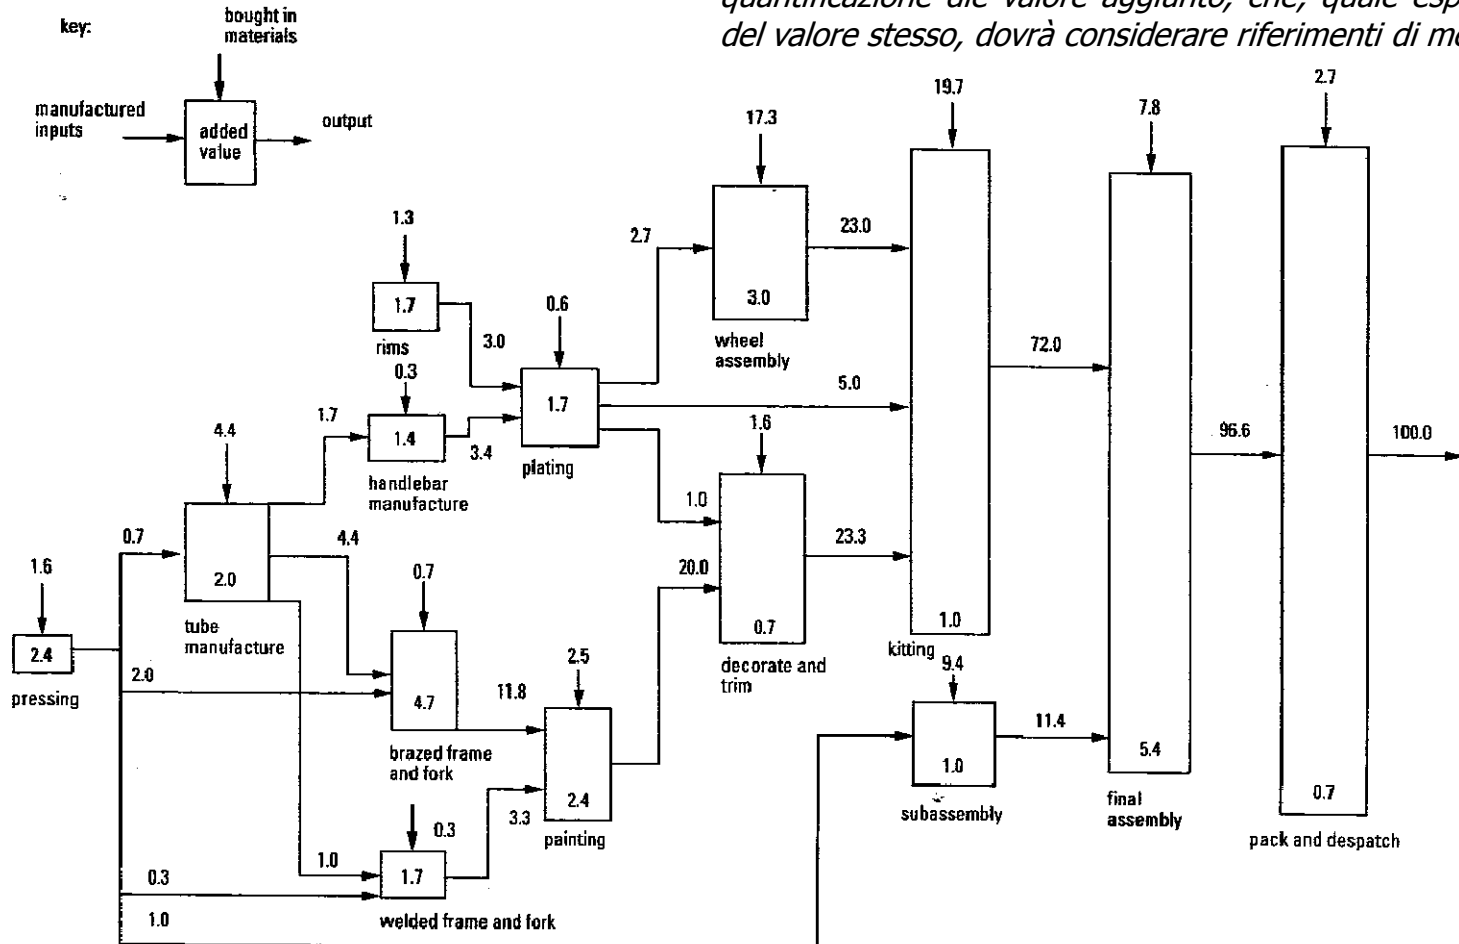 quantificazione die valore aggiunto, che, quale esp
del valore stesso, dovrà considerare riferimenti di m
key:
bought in
materials
manufactured
inputs
added
value
output
1.3
1.7
rims
3.0
0.3
1.7
1.4
3.4
handlebar
manufacture
0.6
1.7
plating
2.7
17.3
3.0
wheel
assembly
23.0
5.0
19.7
1.0
kitting
72.0
7.8
5.4
final
assembly
96.6
2.7
0.7
pack and despatch
100.0
4.4
0.7
2.0
tube
manufacture
4.4
1.6
2.4
pressing
2.0
0.7
4.7
brazed frame
and fork
11.8
2.5
2.4
painting
3.3
0.3
1.7
welded frame and fork
1.0
0.3
1.0
1.6
1.0
20.0
0.7
decorate and
trim
23.3
9.4
1.0
subassembly
11.4